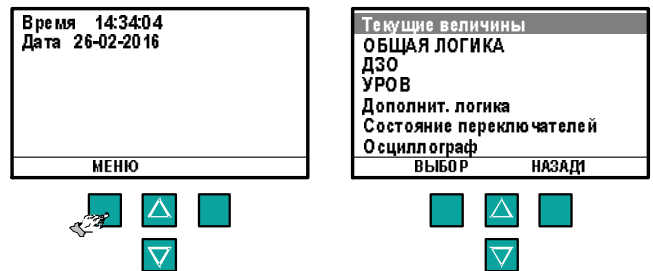 Время 14:34:04
Дата 26-02-2016
МЕНЮ
Текущие величины
ОБЩАЯ ЛОГИКА
ДЗО
УРОВ
Дополнит. логика
Состояние переключателей
Осциллограф
ВЫБОР НАЗАД1